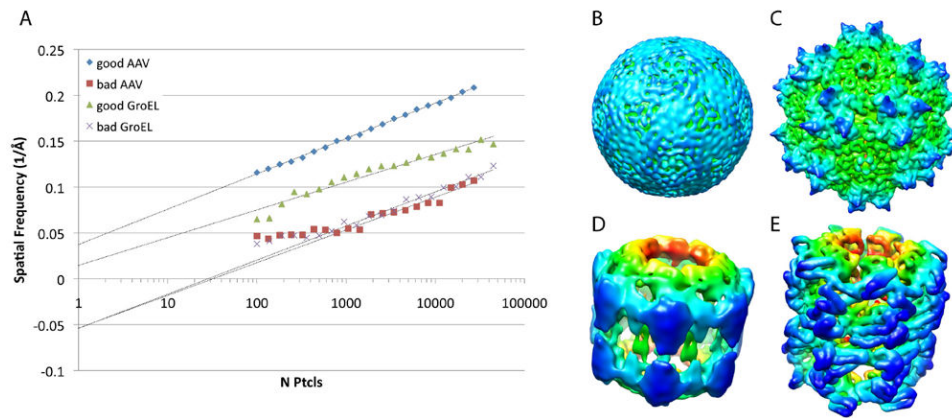 A
B
C
0.25
0.2
0.15
0.1
0.05
0
-0.05
-0.1
Spatial Frequency (1/Å)
good AAV
bad AAV
good GroEL
bad GroEL
1
10
100
1000
10000
100000
N Ptcls
D
E